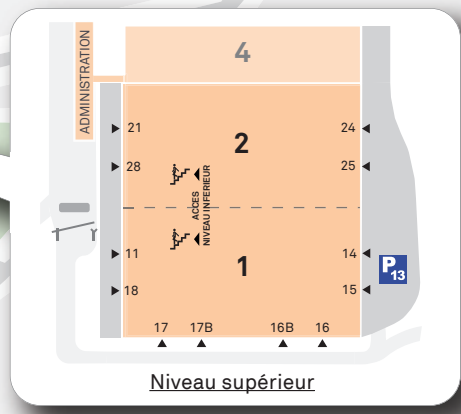 4
ADMINISTRATION
21
2
24
28
25
ACCES
NIVEAU INFERIEUR
11
1
14
P
13
18
15
17 17B 16B 16
Niveau supérieur